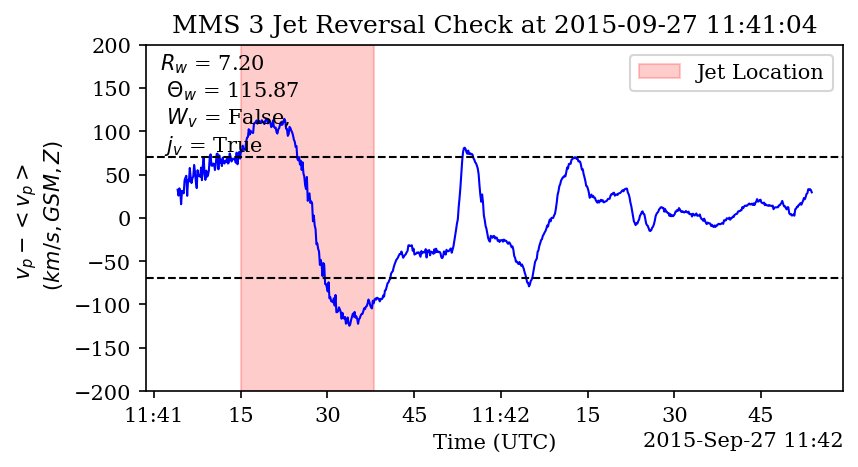 MMS 3 Jet Reversal Check at 2015-09-27 11:41:04
R_w = 7.20
Θ_w = 115.87
W_v = False,
j_v = True
Jet Location
200
150
100
50
0
−50
−100
−150
−200
v_p − < v_p >
(km/s, GSM, Z)
11:41 15 30 45 11:42 15 30 45
Time (UTC)
2015-Sep-27 11:42